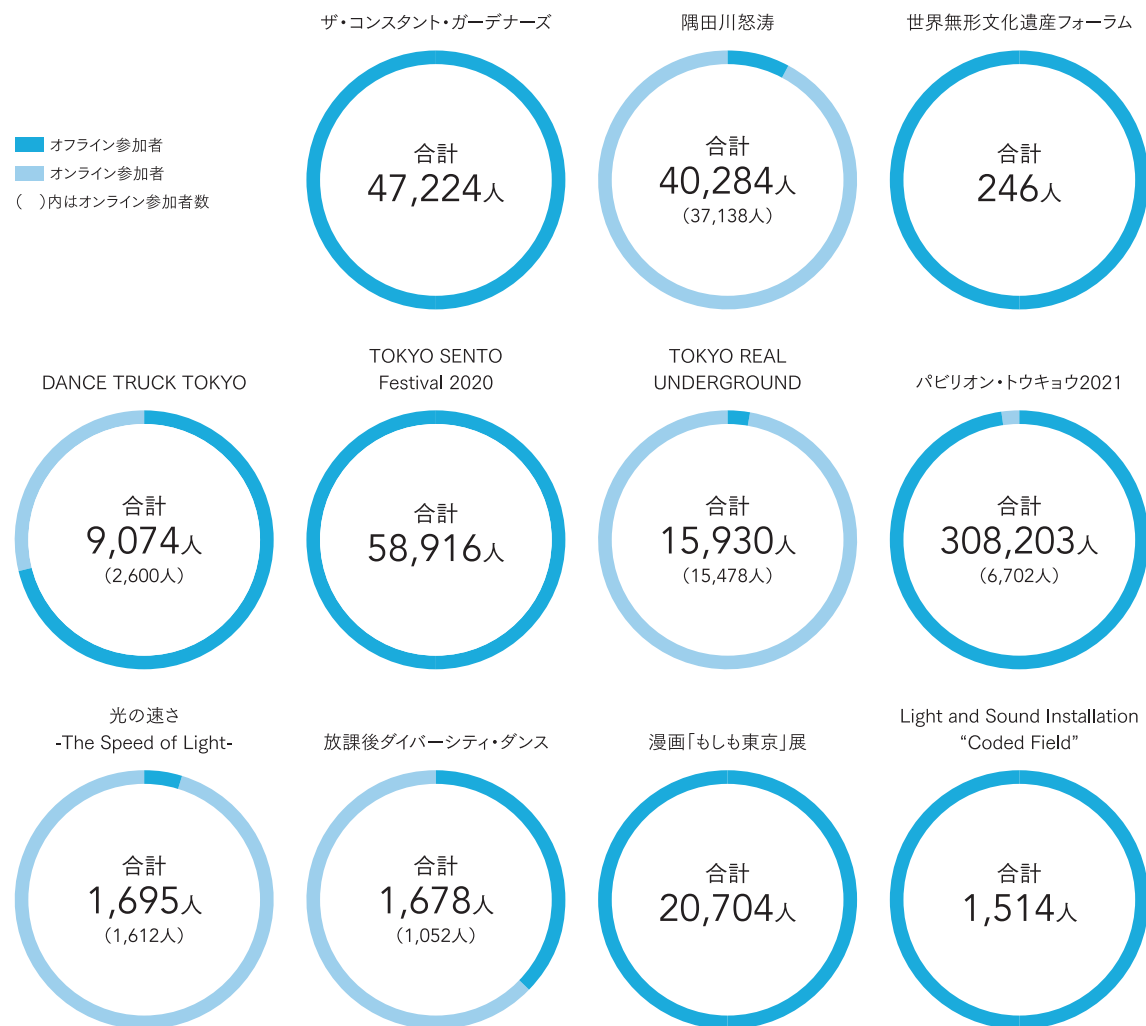 ザ・コンスタント・ガーデナーズ
隅田川怒涛
世界無形文化遺産フォーラム
オフライン参加者
オンライン参加者
（　）内はオンライン参加者数
合計
47,224人
合計
40,284人
（37,138人）
合計
246人
DANCE TRUCK TOKYO
TOKYO SENTO
Festival 2020
TOKYO REAL
UNDERGROUND
パビリオン・トウキョウ2021
合計
9,074人
（2,600人）
合計
58,916人
合計
15,930人
（15,478人）
合計
308,203人
（6,702人）
光の速さ
-The Speed of Light-
放課後ダイバーシティ・ダンス
漫画「もしも東京」展
Light and Sound Installation
“Coded Field”
合計
1,695人
（1,612人）
合計
1,678人
（1,052人）
合計
20,704人
合計
1,514人